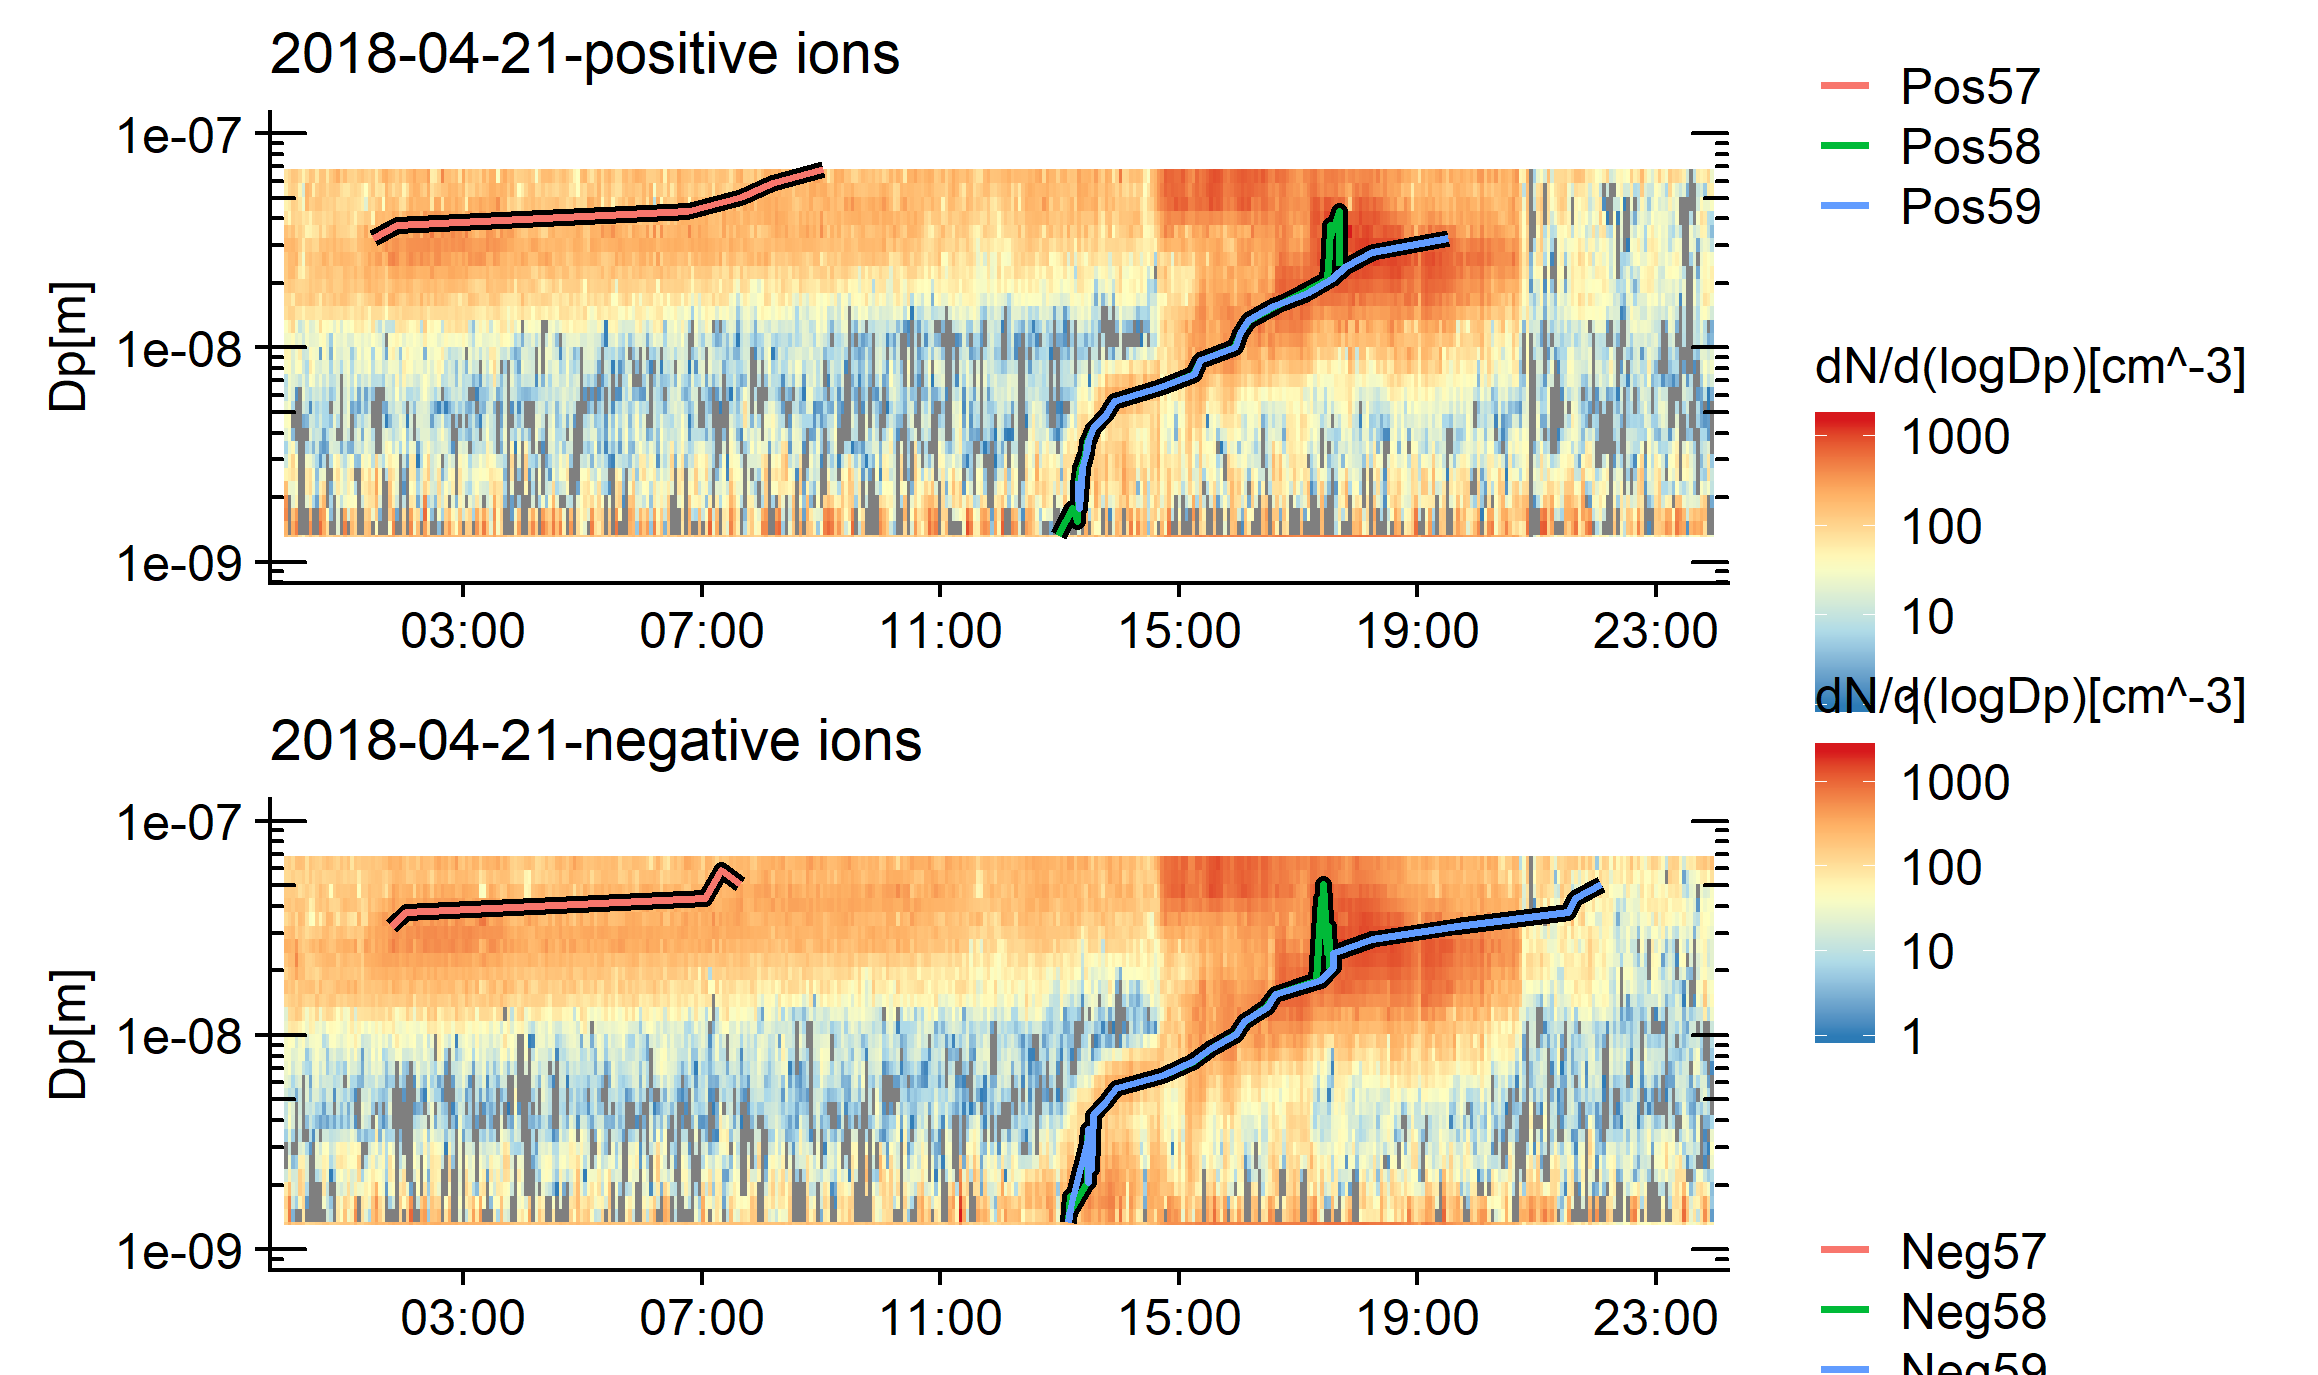 2018-04-21-positive ions
Dp[m]
1e-07
1e-08
1e-09
03:00 07:00 11:00 15:00 19:00 23:00
Pos57
Pos58
Pos59
dN/d(logDp)[cm^-3]
1000
100
10
2018-04-21-negative ions
Dp[m]
1e-07
1e-08
1e-09
03:00 07:00 11:00 15:00 19:00 23:00
dN/d(logDp)[cm^-3]
1000
100
10
1
Neg57
Neg58
Neg59